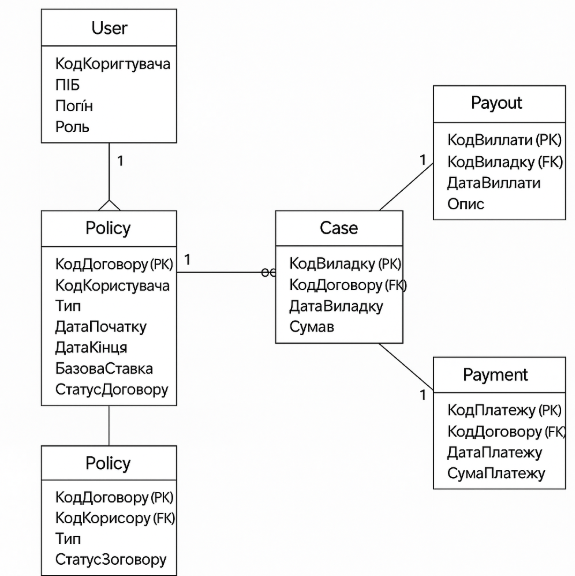 User
КодКоригтувача
ПІБ
Погін
Роль
1
Policy
КодДоговору (PK)
КодКористувача
Тип
ДатаПочатку
ДатаКінця
БазоваСтавка
СтатусДоговору
1
Policy
КодДоговору (PK)
КодКорисору (FK)
Тип
СтатусЗоговору
Case
КодВиладку (PK)
КодДоговору (FK)
ДатаВиладку
Сумав
1
Payout
КодВиллати (PK)
КодВиладку (FK)
ДатаВиллати
Опис
1
Payment
КодПлатежу (PK)
КодДоговору (FK)
ДатаПлатежу
СумаПлатежу